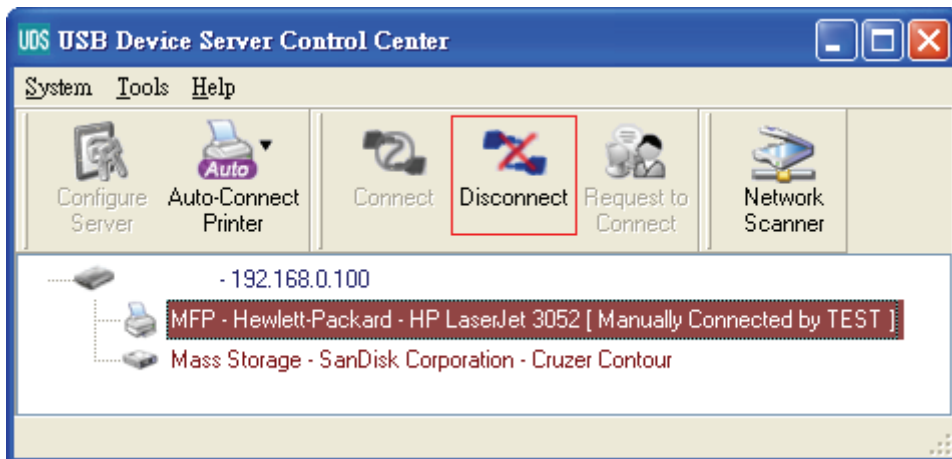 UDS USB Device Server Control Center
System Tools Help
Auto
Configure Server
Auto-Connect Printer
Connect
Disconnect
Request to Connect
Network Scanner
- 192.168.0.100
MFP - Hewlett-Packard - HP LaserJet 3052 [ Manually Connected by TEST ]
Mass Storage - SanDisk Corporation - Cruzer Contour